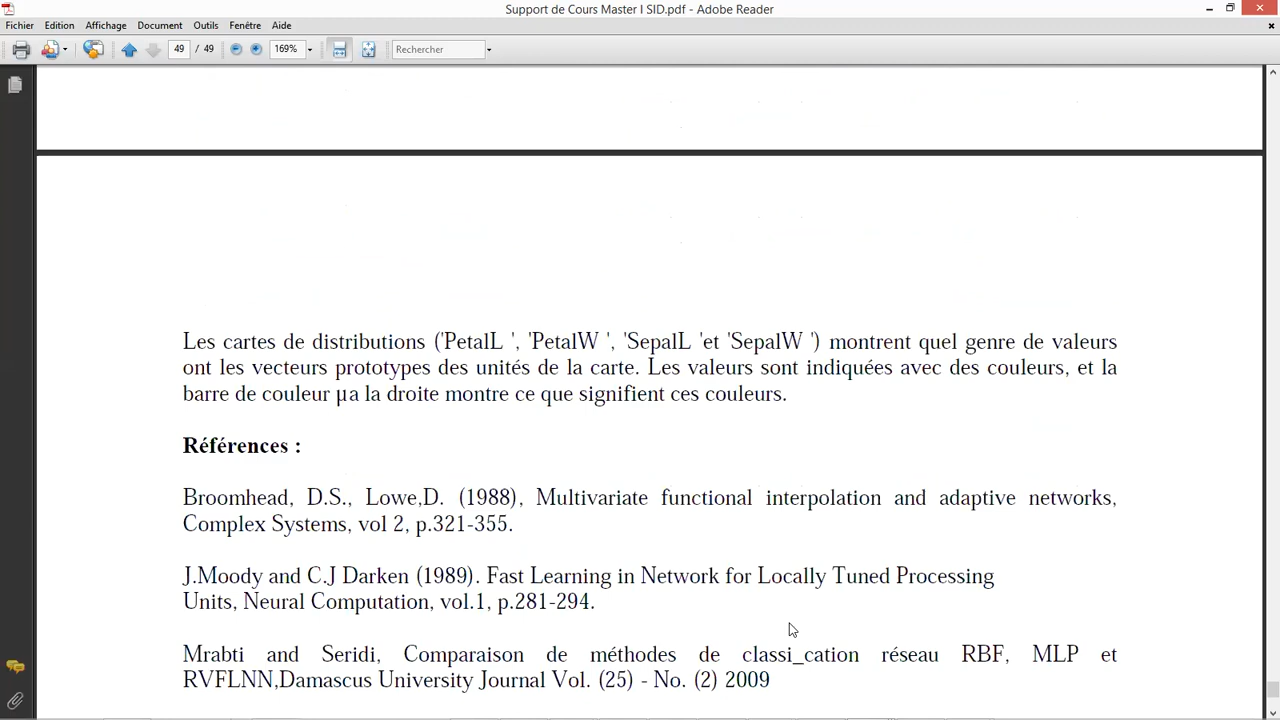 Support de Cours Master I SID.pdf - Adobe Reader
Fichier Edition Affichage Document Outils Fenêtre Aide
49 / 49 169% Rechercher
Les cartes de distributions ('PetalL ', 'PetalW ', 'SepalL 'et 'SepalW ') montrent quel genre de valeurs
ont les vecteurs prototypes des unités de la carte. Les valeurs sont indiquées avec des couleurs, et la
barre de couleur µa la droite montre ce que signifient ces couleurs.
Références :
Broomhead, D.S., Lowe,D. (1988), Multivariate functional interpolation and adaptive networks,
Complex Systems, vol 2, p.321-355.
J.Moody and C.J Darken (1989). Fast Learning in Network for Locally Tuned Processing
Units, Neural Computation, vol.1, p.281-294.
Mrabti and Seridi, Comparaison de méthodes de classi_cation réseau RBF, MLP et
RVFLNN,Damascus University Journal Vol. (25) - No. (2) 2009